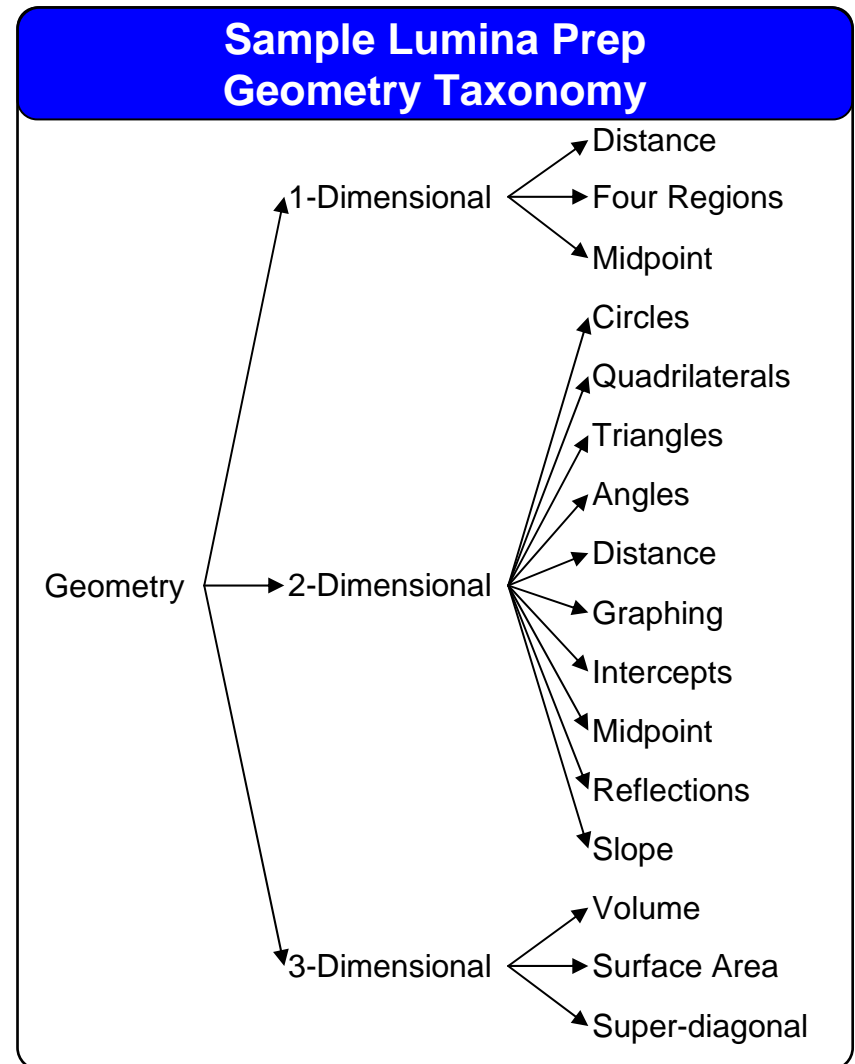 Sample Lumina Prep
Geometry Taxonomy
Geometry
1-Dimensional
Distance
Four Regions
Midpoint
2-Dimensional
Circles
Quadrilaterals
Triangles
Angles
Distance
Graphing
Intercepts
Midpoint
Reflections
Slope
3-Dimensional
Volume
Surface Area
Super-diagonal